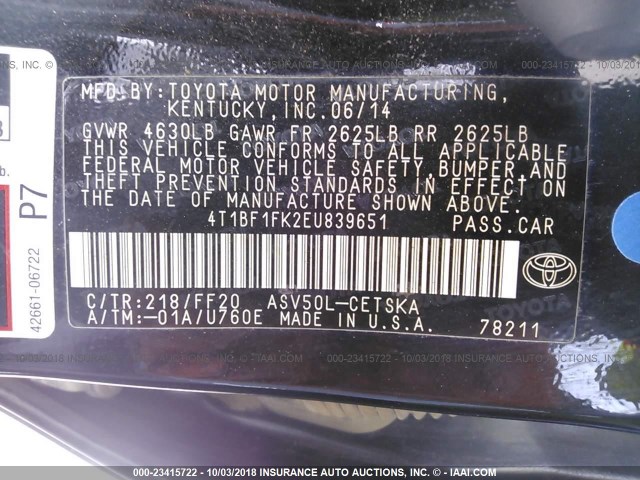 MFD.BY:TOYOTA MOTOR MANUFACTURING,
KENTUCKY,INC.06/14
GVWR 4630LB GAWR FR 2625LB RR 2625LB
THIS VEHICLE CONFORMS TO ALL APPLICABLE
FEDERAL MOTOR VEHICLE SAFETY,BUMPER,AND
THEFT PREVENTION STANDARDS IN EFFECT ON
THE DATE OF MANUFACTURE SHOWN ABOVE.
4T1BF1FK2EU839651 PASS.CAR
C/TR:218/FF20 ASV50L-CETSKA
A/TM:-01A/U760E MADE IN U.S.A. 78211
TOYOTA
P7
42661-06722
000-23415722 - 10/03/2018 INSURANCE AUTO AUCTIONS, INC. © - IAAI.COM